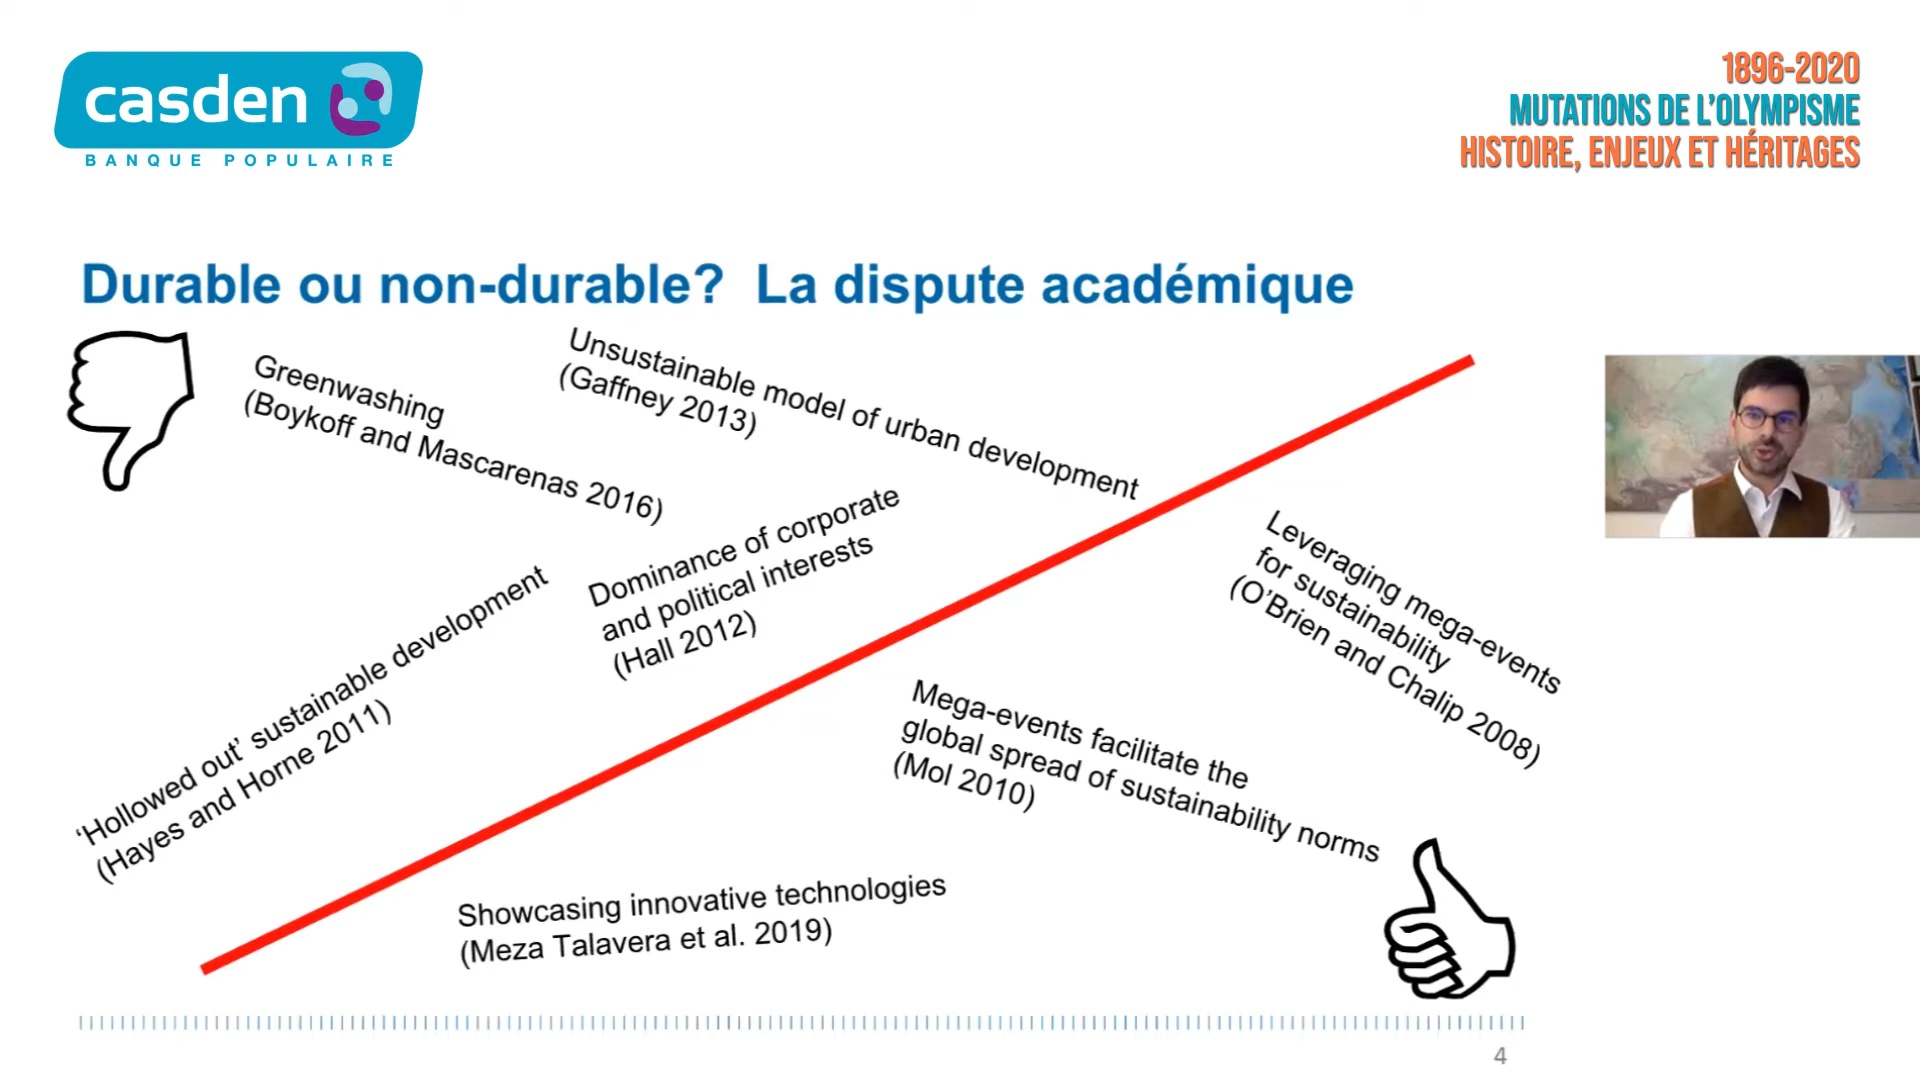 casden
BANQUE POPULAIRE
1896-2020
MUTATIONS DE L'OLYMPISME
HISTOIRE, ENJEUX ET HÉRITAGES
Durable ou non-durable? La dispute académique
Greenwashing
(Boykoff and Mascarenas 2016)
Unsustainable model of urban development
(Gaffney 2013)
Dominance of corporate
and political interests
(Hall 2012)
‘Hollowed out’ sustainable development
(Hayes and Horne 2011)
Leveraging mega-events
for sustainability
(O’Brien and Chalip 2008)
Mega-events facilitate the
global spread of sustainability norms
(Mol 2010)
Showcasing innovative technologies
(Meza Talavera et al. 2019)
4